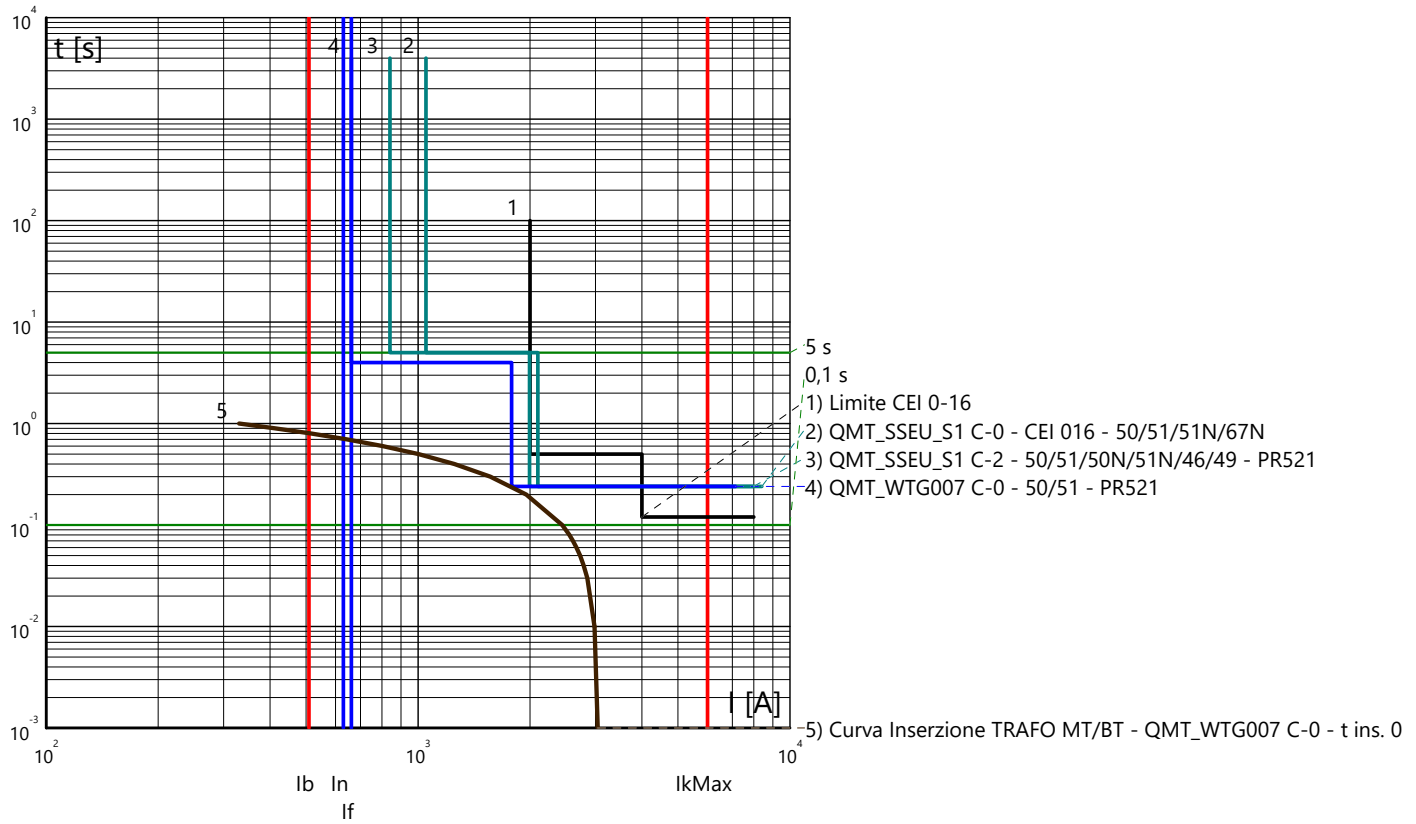 10⁴
t [s]
4 3 2
10³
10²
1
10¹
5 s
0,1 s
10⁰
5
1) Limite CEI 0-16
2) QMT_SSEU_S1 C-0 - CEI 016 - 50/51/51N/67N
3) QMT_SSEU_S1 C-2 - 50/51/50N/51N/46/49 - PR521
4) QMT_WTG007 C-0 - 50/51 - PR521
10⁻¹
10⁻²
I [A]
10⁻³
5) Curva Inserzione TRAFO MT/BT - QMT_WTG007 C-0 - t ins. 0
10² 10³ 10⁴
Ib In IkMax
If